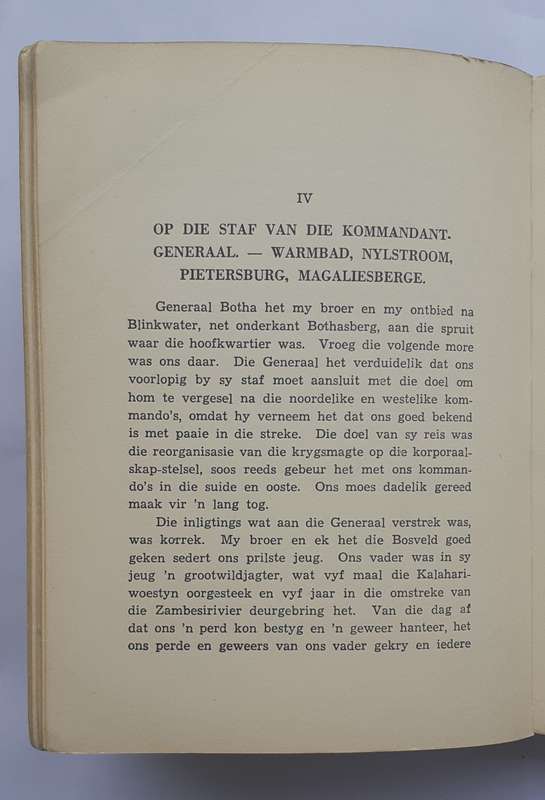 IV
OP DIE STAF VAN DIE KOMMANDANT.
GENERAAL. — WARMBAD, NYLSTROOM,
PIETERSBURG, MAGALIESBERGE.
Generaal Botha het my broer en my ontbied na
Blinkwater, net onderkant Bothasberg, aan die spruit
waar die hoofkwartier was. Vroeg die volgende more
was ons daar. Die Generaal het verduidelik dat ons
voorlopig by sy staf moet aansluit met die doel om
hom te vergesel na die noordelike en westelike kom-
mando's, omdat hy verneem het dat ons goed bekend
is met paaie in die streke. Die doel van sy reis was
die reorganisasie van die krygsmagte op die korporaal-
skap-stelsel, soos reeds gebeur het met ons komman-
do's in die suide en ooste. Ons moes dadelik gereed
maak vir 'n lang tog.
Die inligtings wat aan die Generaal verstrek was,
was korrek. My broer en ek het die Bosveld goed
geken sedert ons prilste jeug. Ons vader was in sy
jeug 'n grootwildjagter, wat vyf maal die Kalahari-
woestyn oorgesteek en vyf jaar in die omstreke van
die Zambesirivier deurgebring het. Van die dag af
dat ons 'n perd kon bestyg en 'n geweer hanteer, het
ons perde en geweers van ons vader gekry en iedere